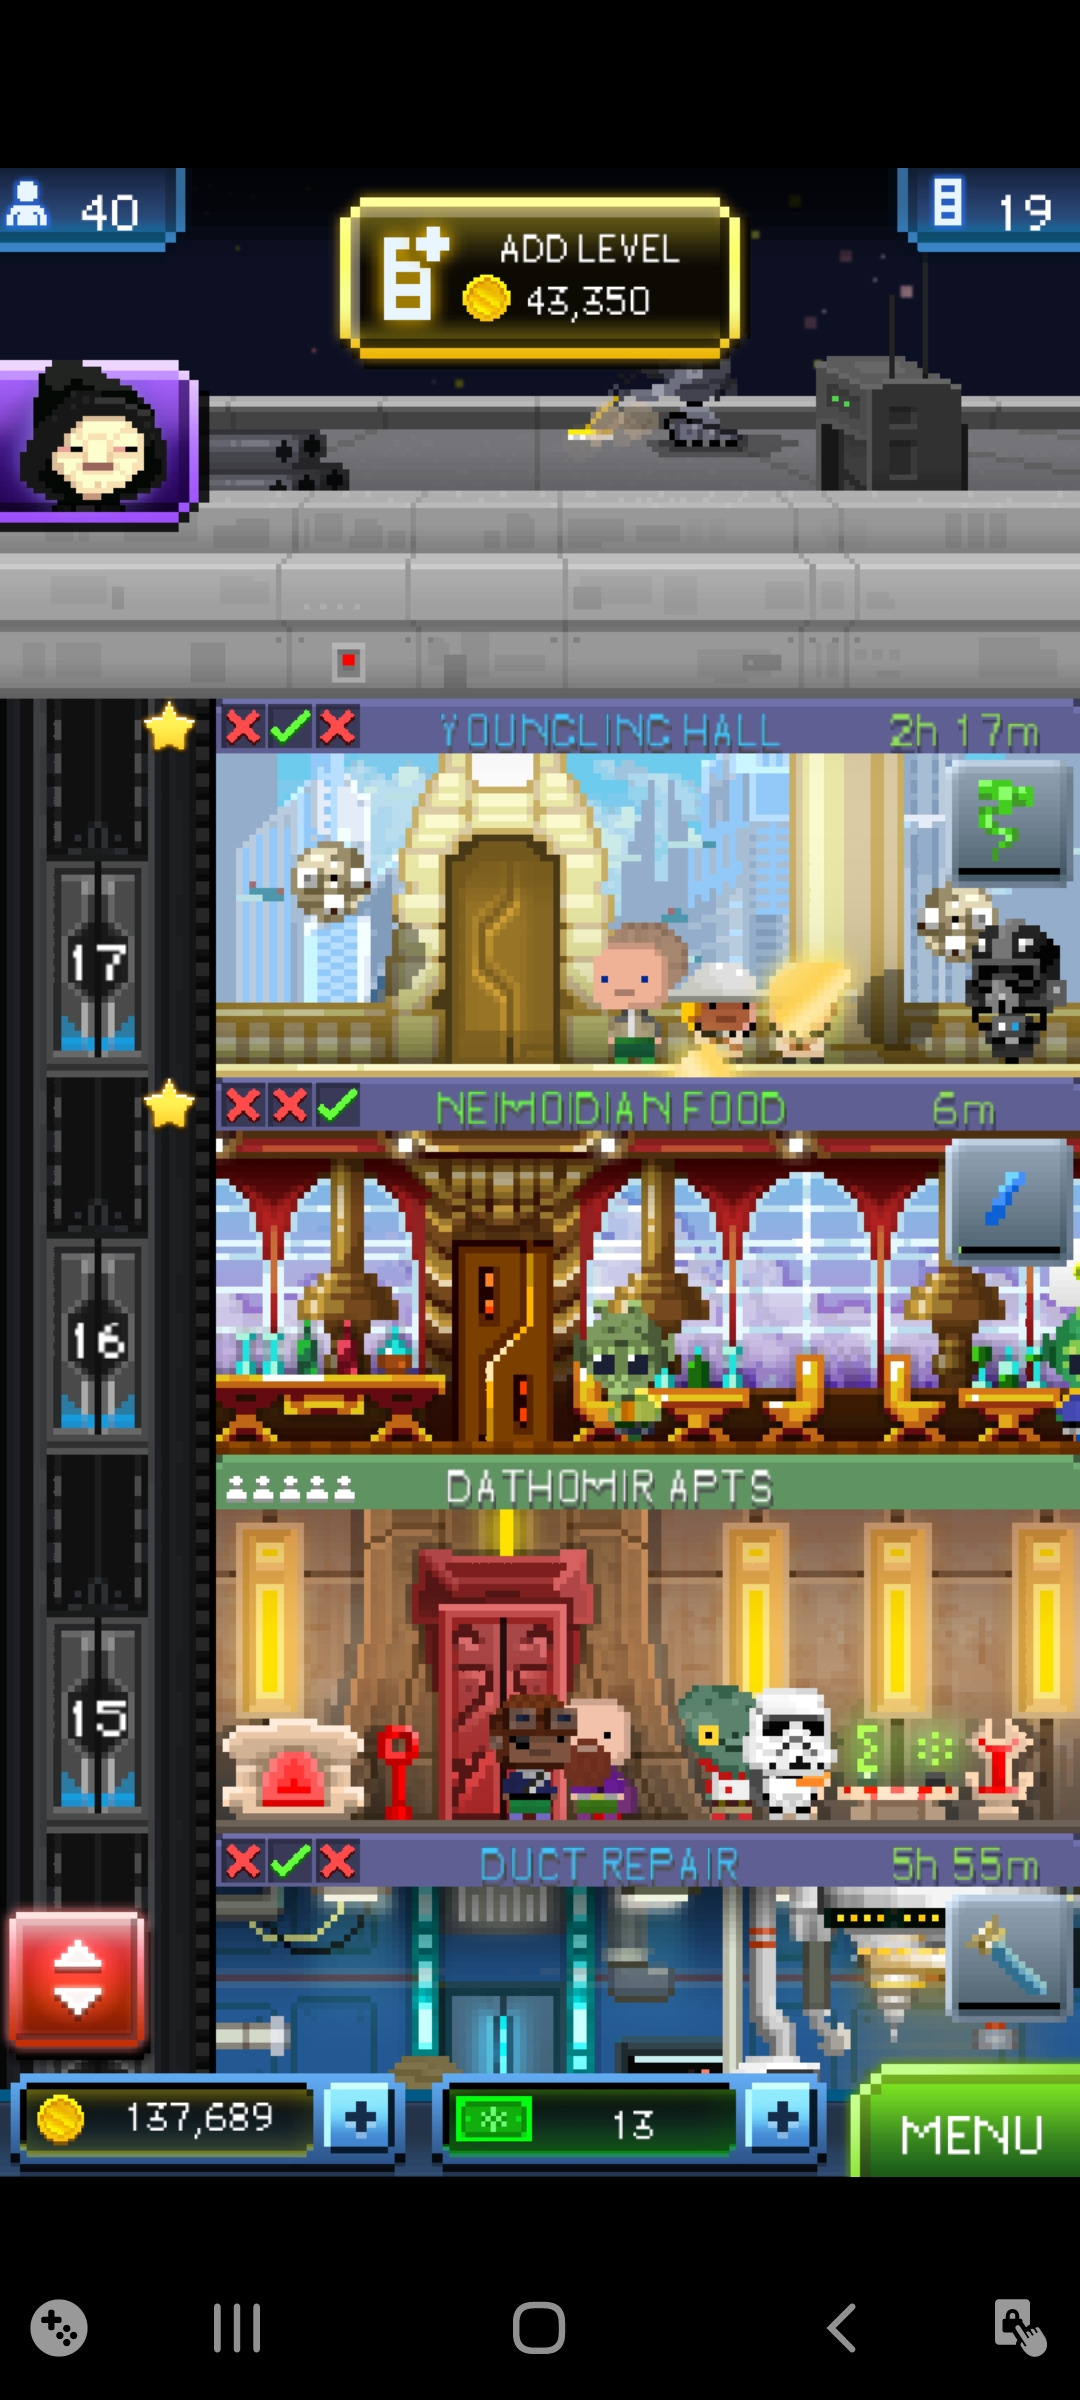 40
ADD LEVEL
43,350
19
YOUNGLING HALL
2h 17m
17
NEIMOIDIAN FOOD
6m
16
DATHOMIR APTS
15
DUCT REPAIR
5h 55m
137,689
13
MENU